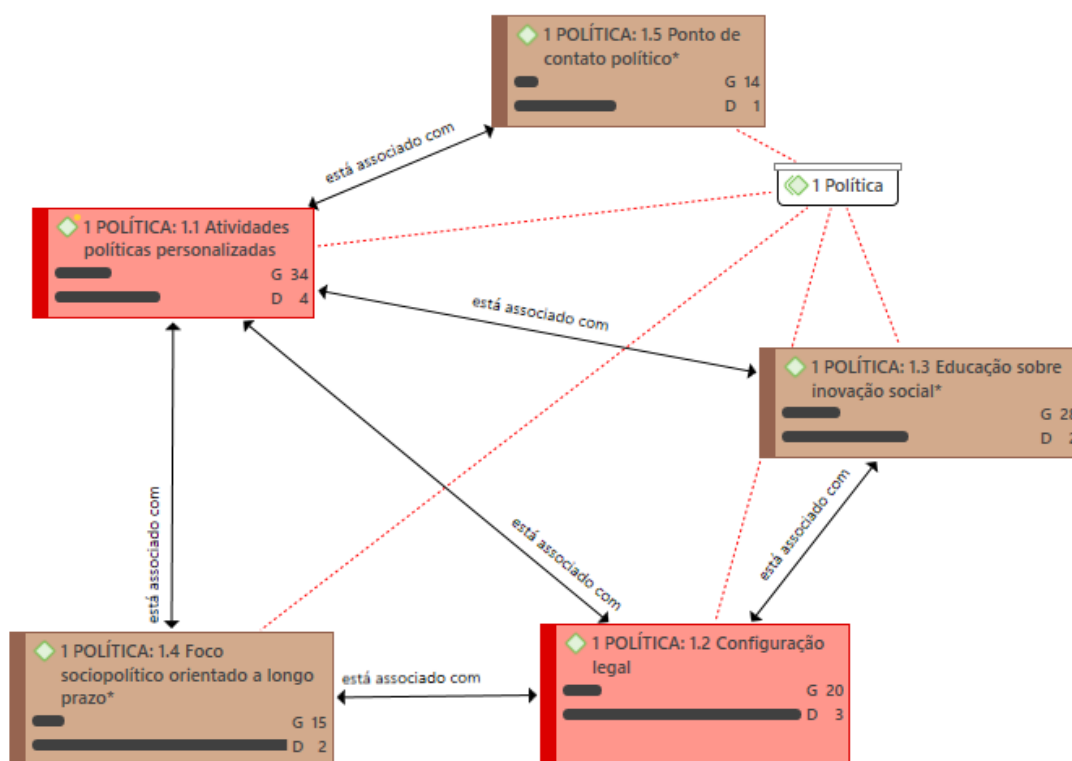 1 POLÍTICA: 1.5 Ponto de
contato político*
G 14
D 1
está associado com
1 Política
1 POLÍTICA: 1.1 Atividades
políticas personalizadas
G 34
D 4
está associado com
1 POLÍTICA: 1.3 Educação sobre
inovação social*
G 28
D 2
está associado com
está associado com
está associado com
1 POLÍTICA: 1.4 Foco
sociopolítico orientado a longo
prazo*
G 15
D 2
está associado com
1 POLÍTICA: 1.2 Configuração
legal
G 20
D 3